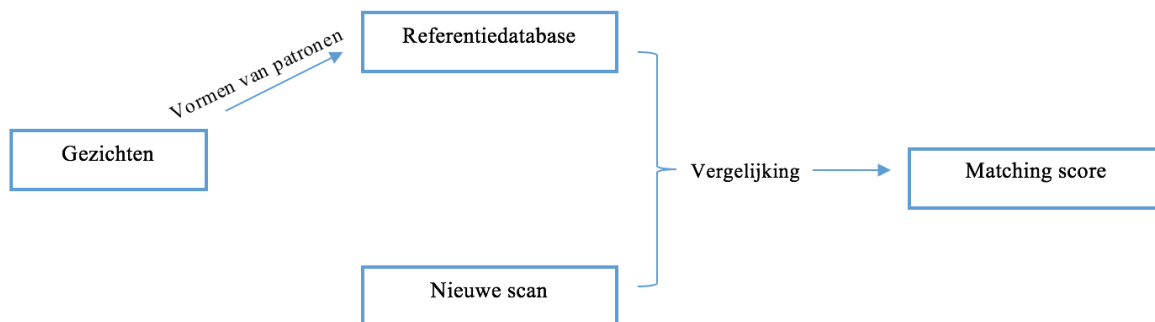 Gezichten
Vormen van patronen
Referentiedatabase
Nieuwe scan
Vergelijking
Matching score